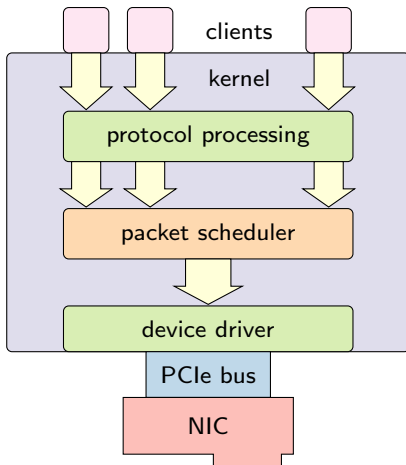 clients
kernel
protocol processing
packet scheduler
device driver
PCIe bus
NIC